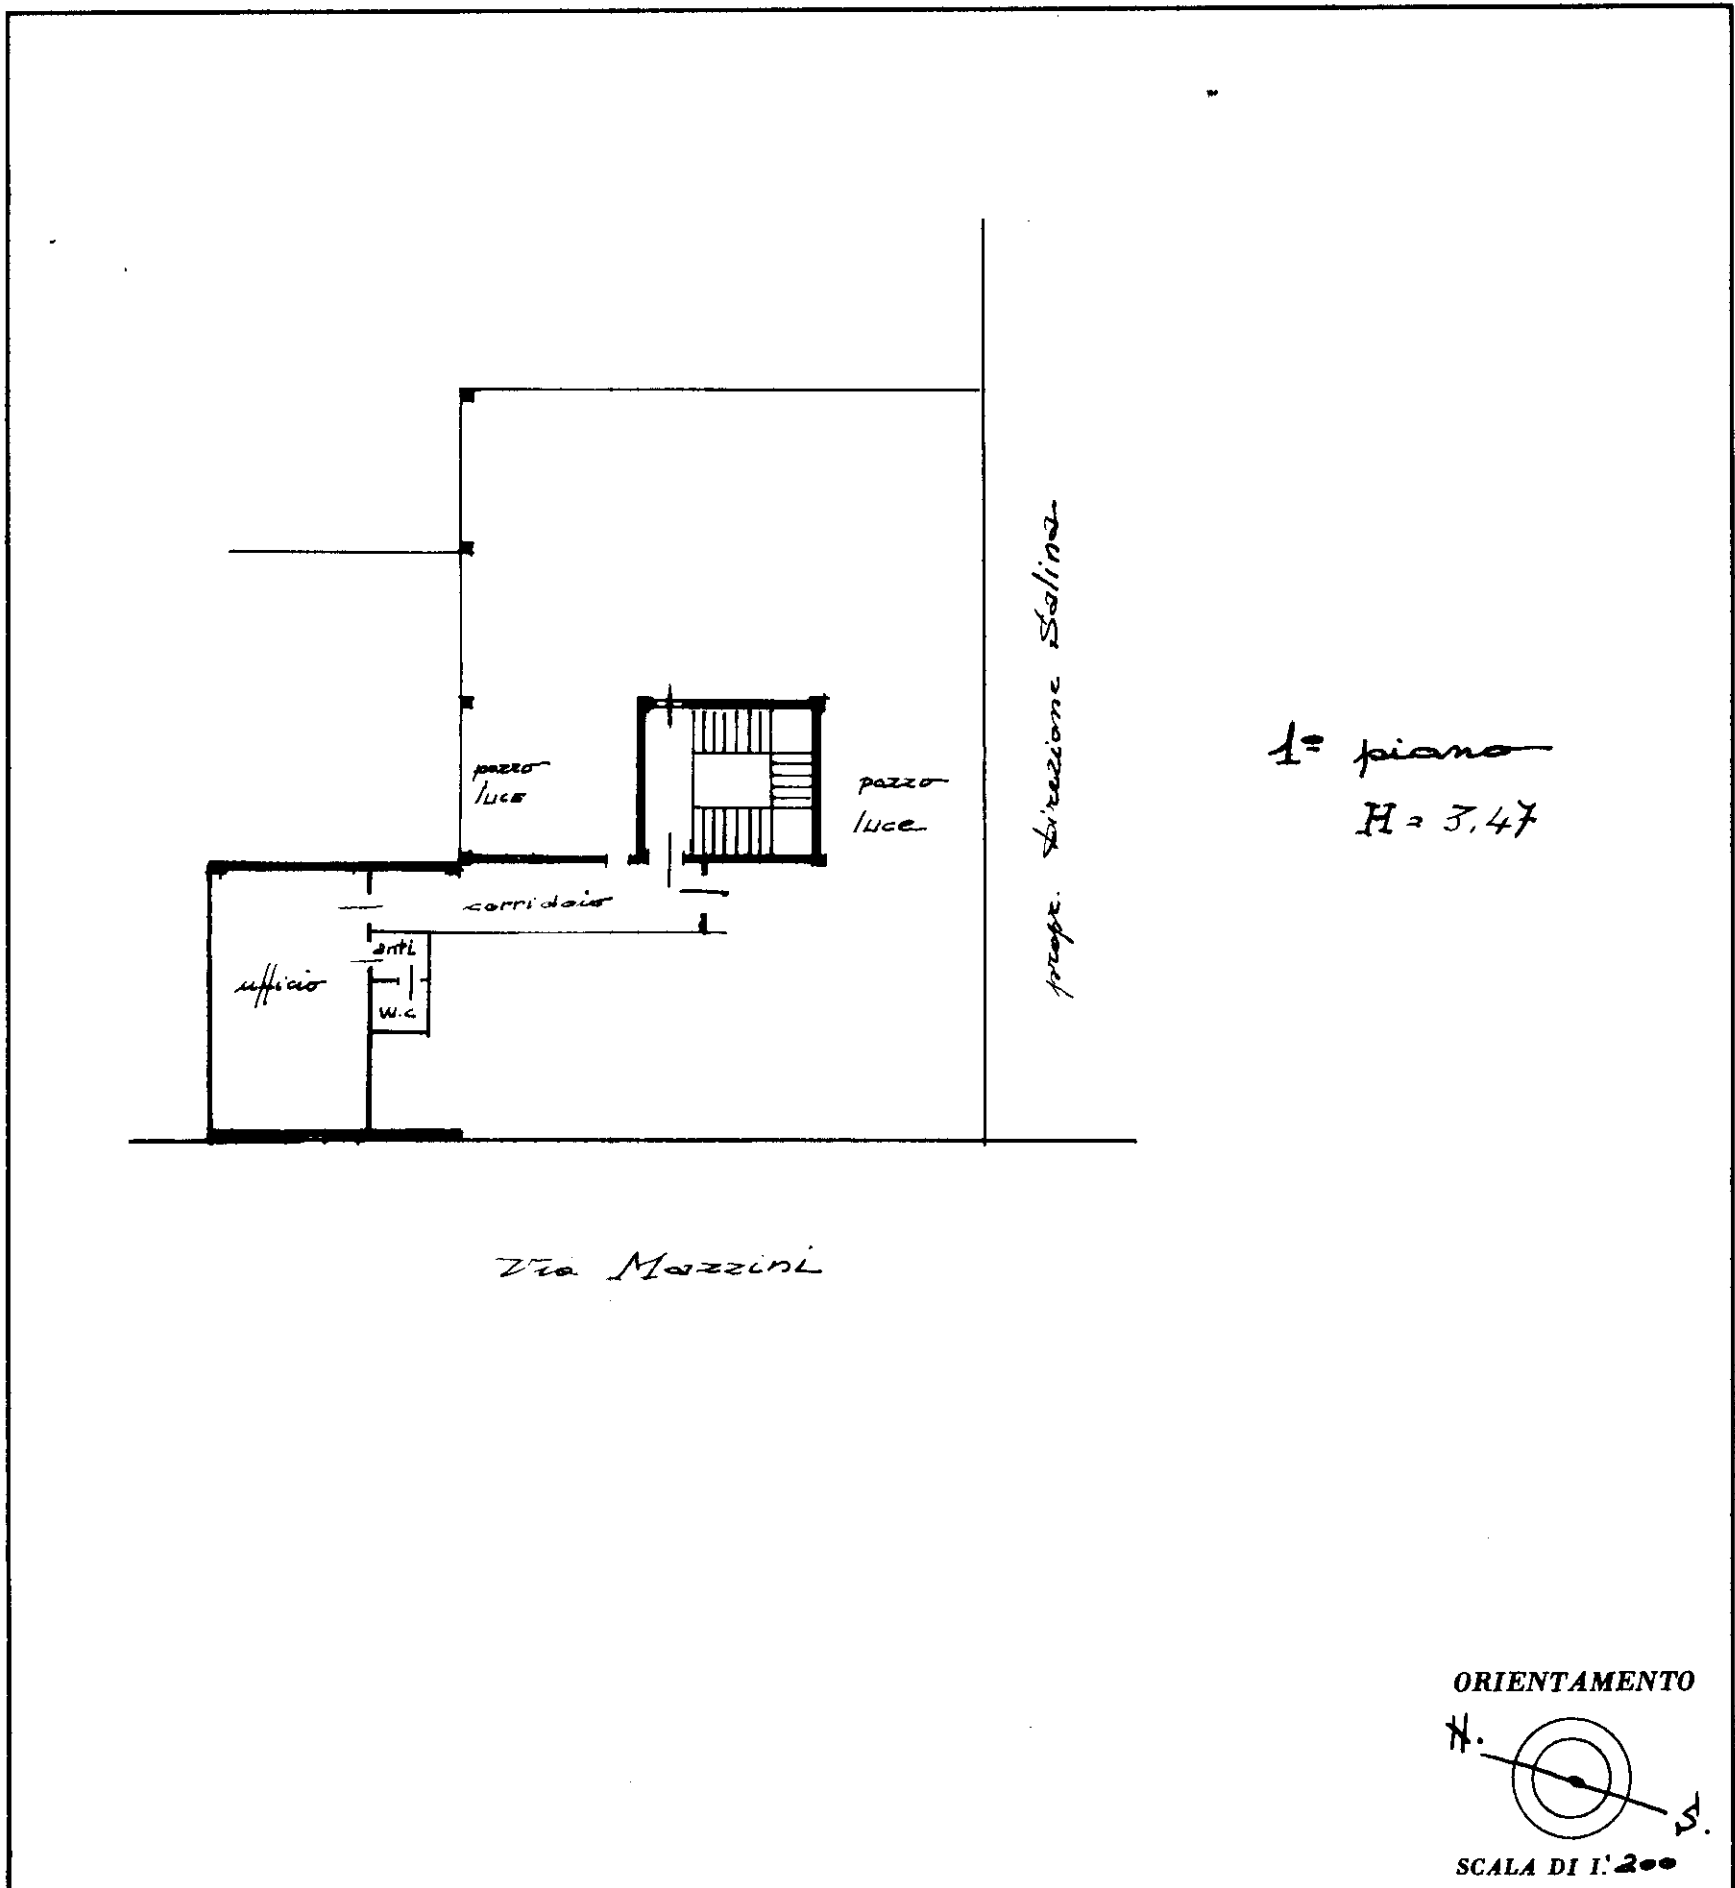 prop. Direzione Salina
1° piano
H = 3.47
pozzo
luce
pozzo
luce
corridoio
anti
ufficio
w.c
Via Mazzini
ORIENTAMENTO
N.
S.
SCALA DI 1:200